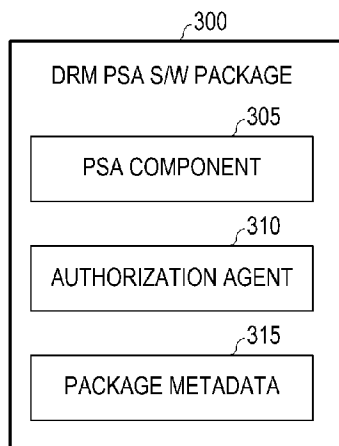 300
DRM PSA S/W PACKAGE
305
PSA COMPONENT
310
AUTHORIZATION AGENT
315
PACKAGE METADATA